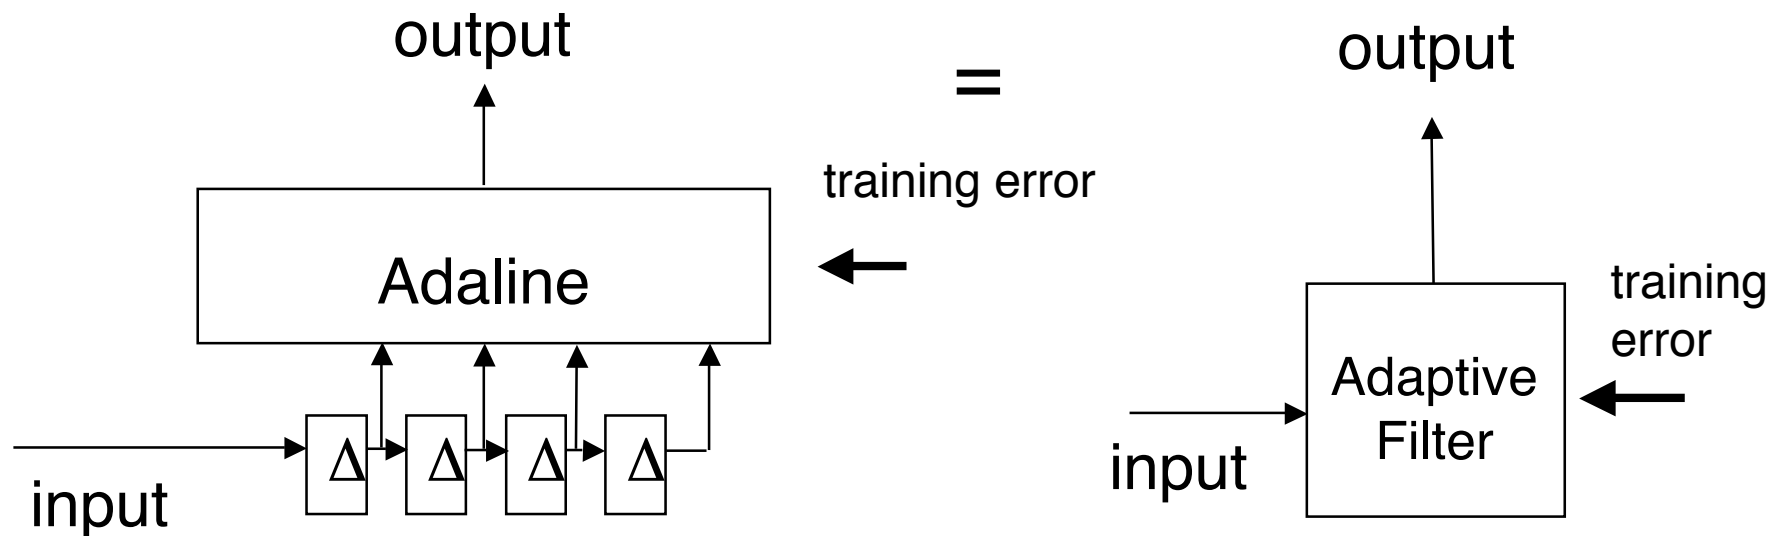 output
=
output
training error
Adaline
training
error
Adaptive
Filter
Δ Δ Δ Δ
input
input